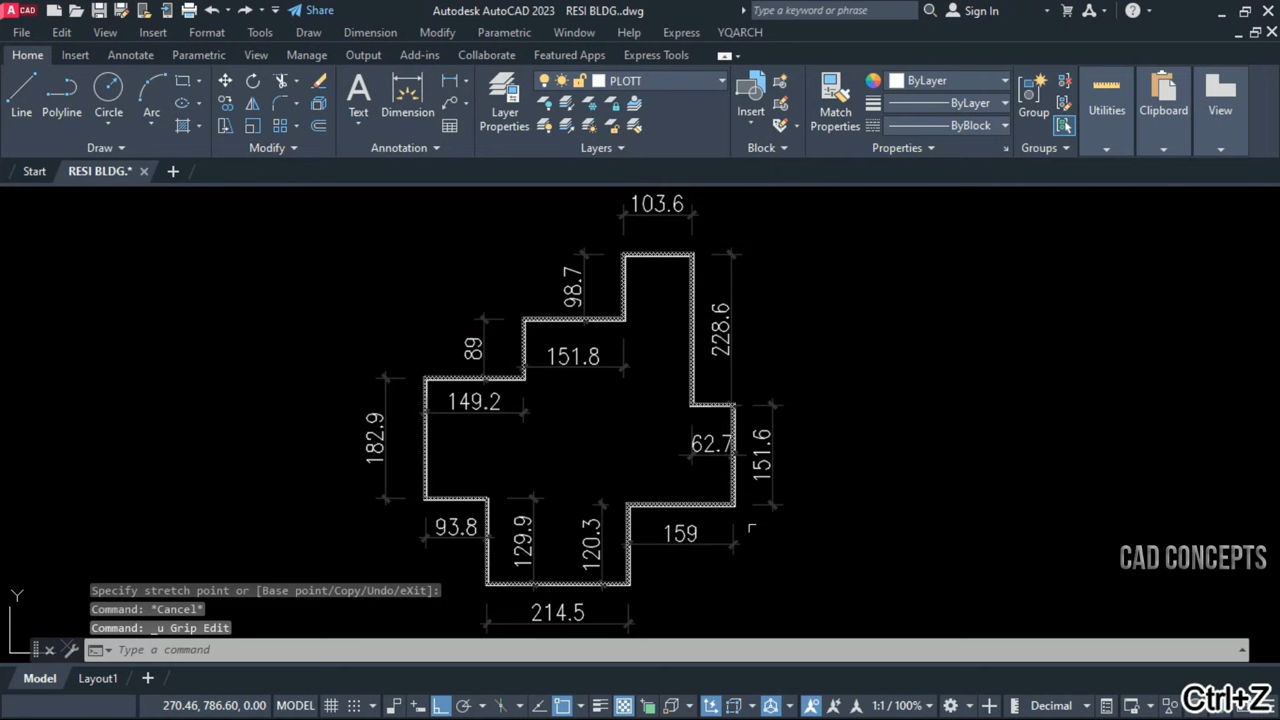 CAD
Share
Autodesk AutoCAD 2023 RESI BLDG..dwg
Type a keyword or phrase
Sign In
File Edit View Insert Format Tools Draw Dimension Modify Parametric Window Help Express YQARCH
Home Insert Annotate Parametric View Manage Output Add-ins Collaborate Featured Apps Express Tools
PLOTT
ByLayer
ByLayer
ByBlock
Line Polyline Circle Arc
Text Dimension
Layer Properties
Insert
Match Properties
Group
Utilities
Clipboard
View
Draw Modify Annotation Layers Block Properties Groups
Start RESI BLDG.*
103.6
98.7
228.6
89
151.8
149.2
182.9
62.7
151.6
93.8
129.9
120.3
159
214.5
CAD CONCEPTS
Y
Specify stretch point or [Base point/Copy/Undo/eXit]:
Command: *Cancel*
Command: _u Grip Edit
Type a command
Model Layout1
270.46, 786.60, 0.00 MODEL
1:1 / 100%
Decimal
Ctrl+Z